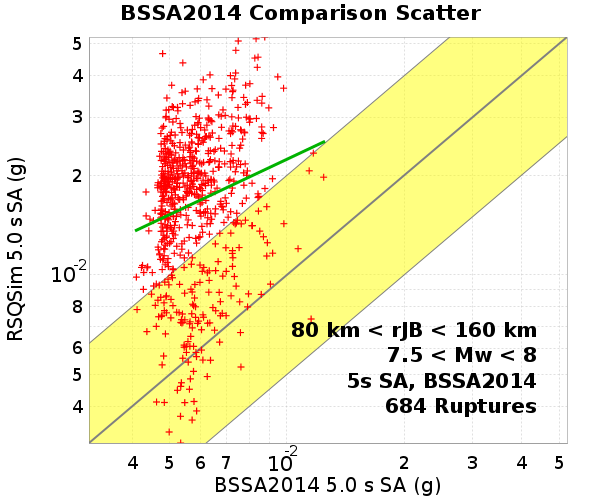 BSSA2014 Comparison Scatter
5
4
3
2
10-2
8
6
5
4
RSQSim 5.0 s SA (g)
80 km < rJB < 160 km
7.5 < Mw < 8
5s SA, BSSA2014
684 Ruptures
4 5 6 7 10-2 2 3 4 5
BSSA2014 5.0 s SA (g)